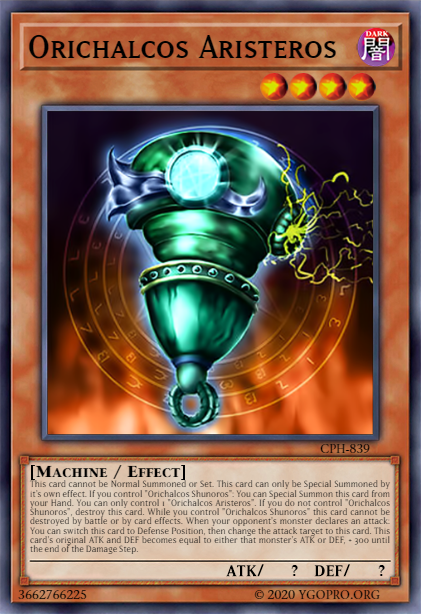 Orichalcos Aristeros
DARK
闇
CPH-839
[Machine / Effect]
This card cannot be Normal Summoned or Set. This card can only be Special Summoned by
it's own effect. If you control "Orichalcos Shunoros": You can Special Summon this card from
your Hand. You can only control 1 "Orichalcos Aristeros". If you do not control "Orichalcos
Shunoros", destroy this card. While you control "Orichalcos Shunoros" this card cannot be
destroyed by battle or by card effects. When your opponent's monster declares an attack:
You can switch this card to Defense Position, then change the attack target to this card. This
card's original ATK and DEF becomes equal to either that monster's ATK or DEF, + 300 until
the end of the Damage Step.
ATK/ ? DEF/ ?
3662766225
© 2020 YGOPRO.ORG